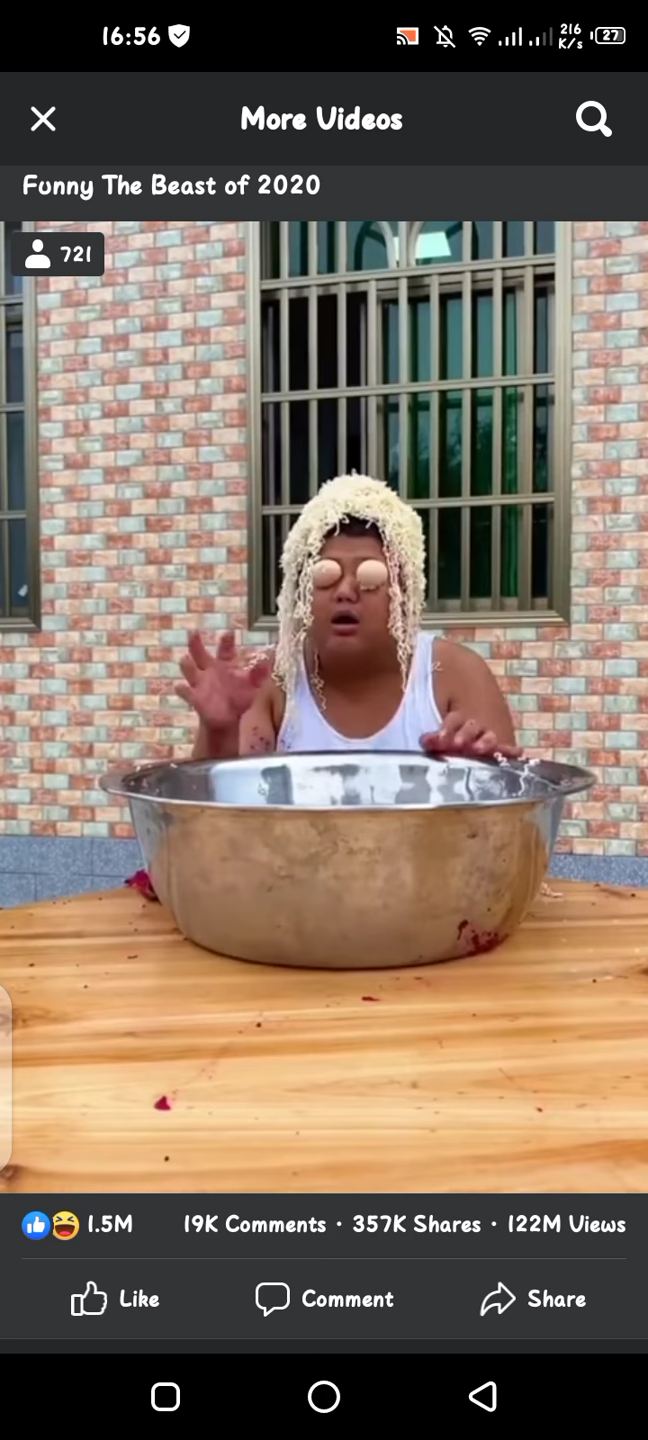 16:56
216
K/s
27
More Videos
Funny The Beast of 2020
721
1.5M 19K Comments · 357K Shares · 122M Views
Like Comment Share